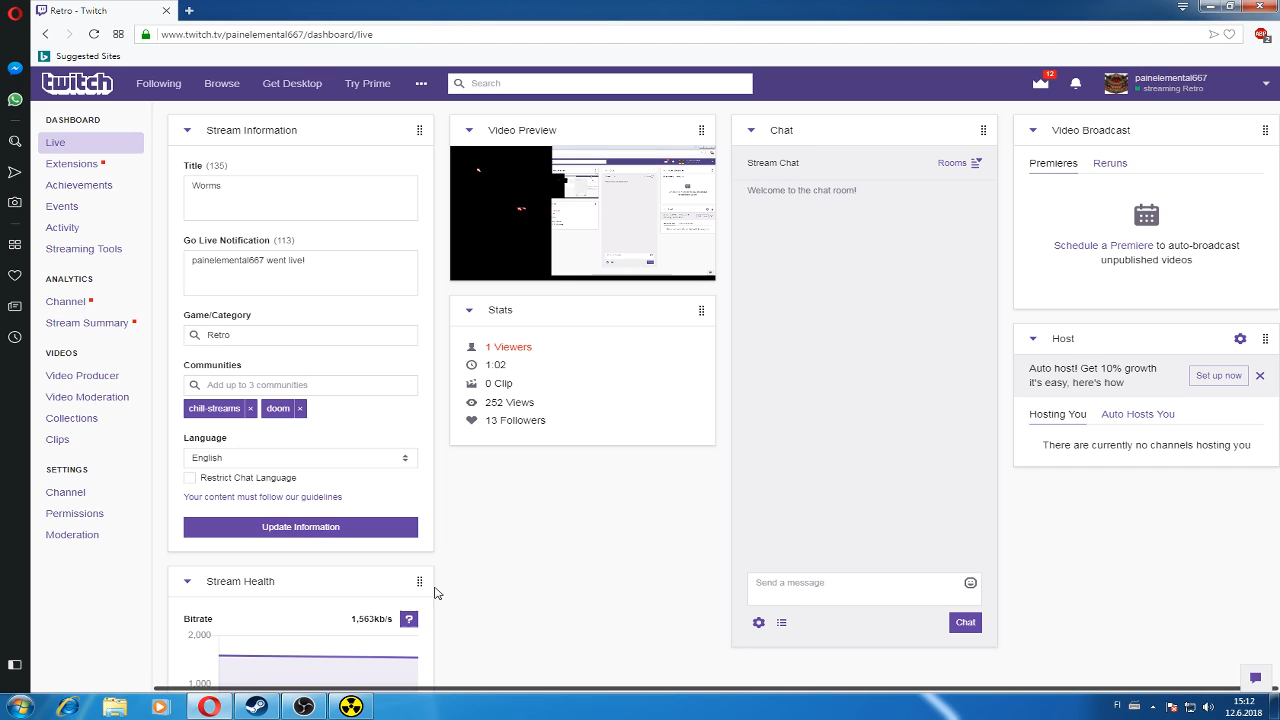 Retro - Twitch
www.twitch.tv/painelemental667/dashboard/live
Suggested Sites
twitch
Following
Browse
Get Desktop
Try Prime
Search
12
painelemental667
streaming Retro
DASHBOARD
Live
Extensions
Achievements
Events
Activity
Streaming Tools
ANALYTICS
Channel
Stream Summary
VIDEOS
Video Producer
Video Moderation
Collections
Clips
SETTINGS
Channel
Permissions
Moderation
Stream Information
Title (135)
Worms
Go Live Notification (113)
painelemental667 went live!
Game/Category
Retro
Communities
Add up to 3 communities
chill-streams ×
doom ×
Language
English
Restrict Chat Language
Your content must follow our guidelines
Update Information
Stream Health
Bitrate
1,563kb/s
?
2,000
1,000
Video Preview
Stats
1 Viewers
1:02
0 Clip
252 Views
13 Followers
Chat
Stream Chat
Rooms
Welcome to the chat room!
Send a message
Chat
Video Broadcast
Premieres
Reruns
Schedule a Premiere to auto-broadcast
unpublished videos
Host
Auto host! Get 10% growth
it's easy, here's how
Set up now
Hosting You
Auto Hosts You
There are currently no channels hosting you
FI
15:12
12.6.2018